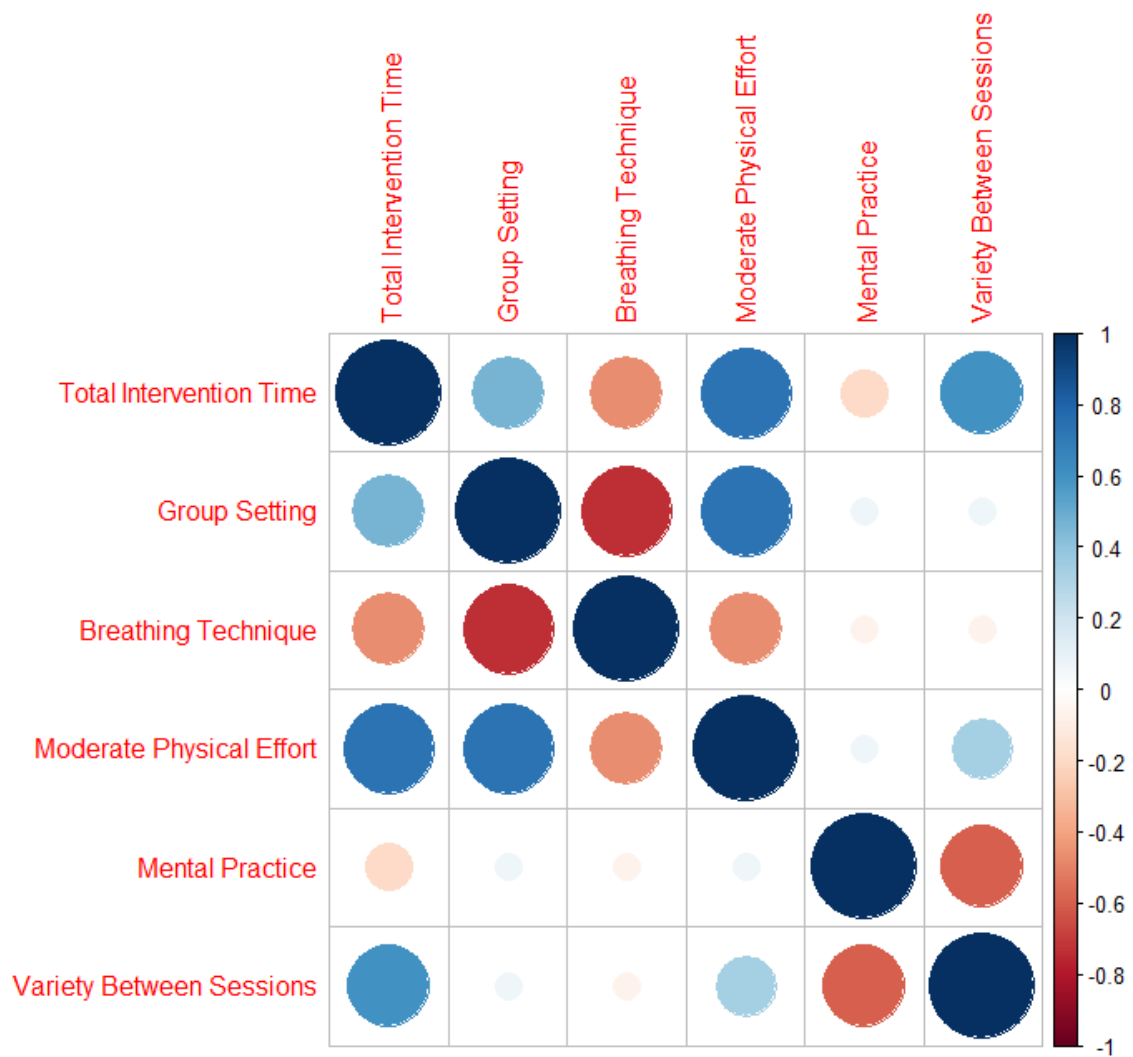 Total Intervention Time
Group Setting
Breathing Technique
Moderate Physical Effort
Mental Practice
Variety Between Sessions
Total Intervention Time
Group Setting
Breathing Technique
Moderate Physical Effort
Mental Practice
Variety Between Sessions
1
0.8
0.6
0.4
0.2
0
-0.2
-0.4
-0.6
-0.8
-1